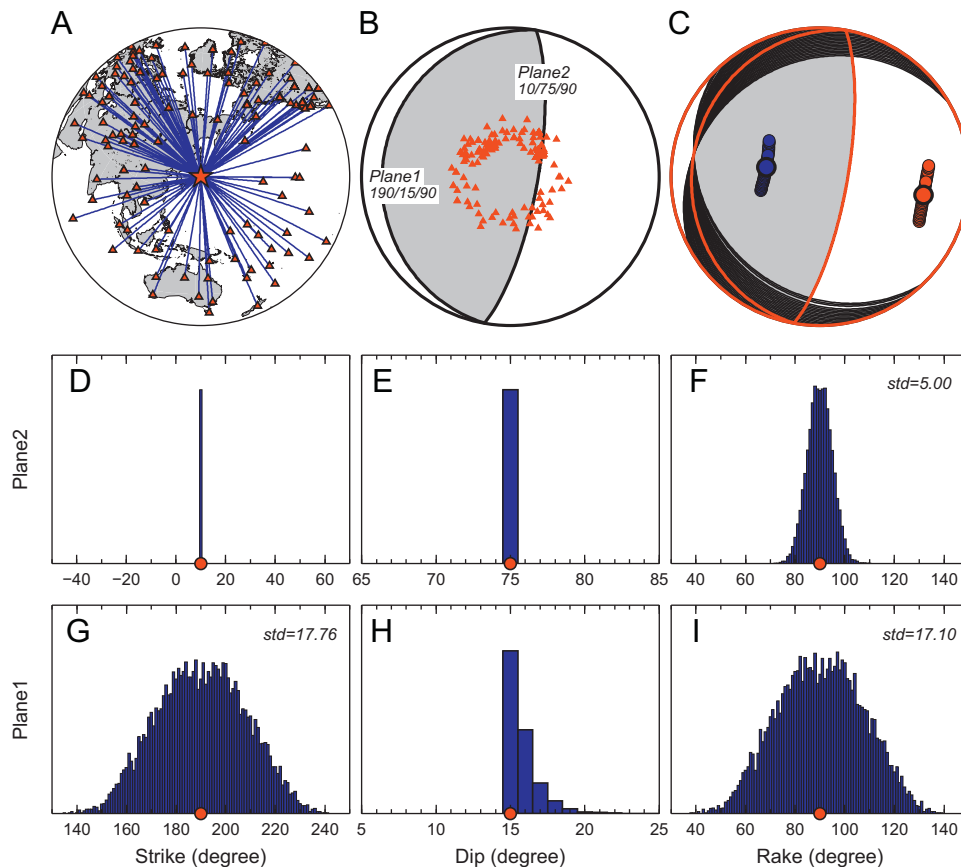 A
B
C
Plane2
10/75/90
Plane1
190/15/90
D
E
F
std=5.00
Plane2
−40 −20 0 20 40 60
65 70 75 80 85
40 60 80 100 120 140
G
H
I
std=17.76
std=17.10
Plane1
140 160 180 200 220 240
5 10 15 20 25
40 60 80 100 120 140
Strike (degree)
Dip (degree)
Rake (degree)